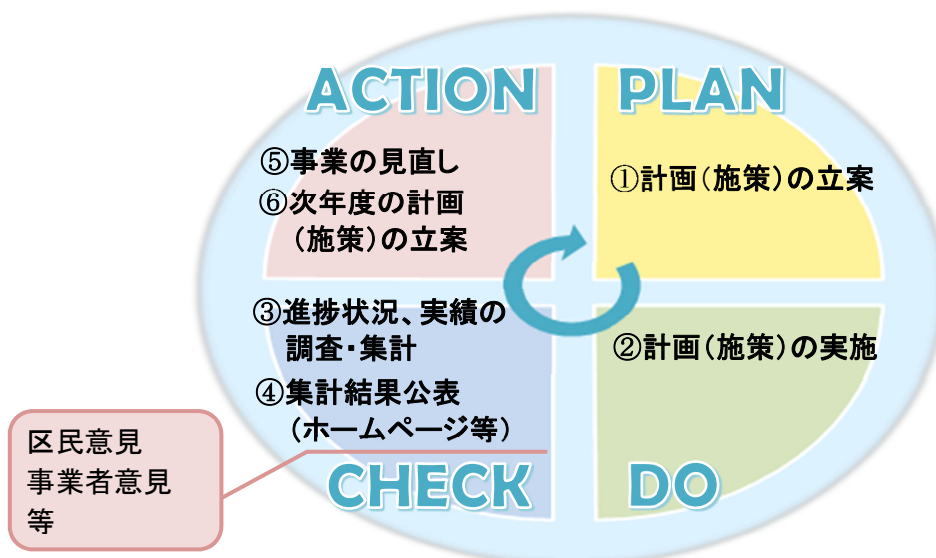 ACTION
⑤事業の見直し
⑥次年度の計画
(施策)の立案
PLAN
①計画(施策)の立案
③進捗状況、実績の
調査・集計
④集計結果公表
(ホームページ等)
CHECK
②計画(施策)の実施
DO
区民意見
事業者意見
等